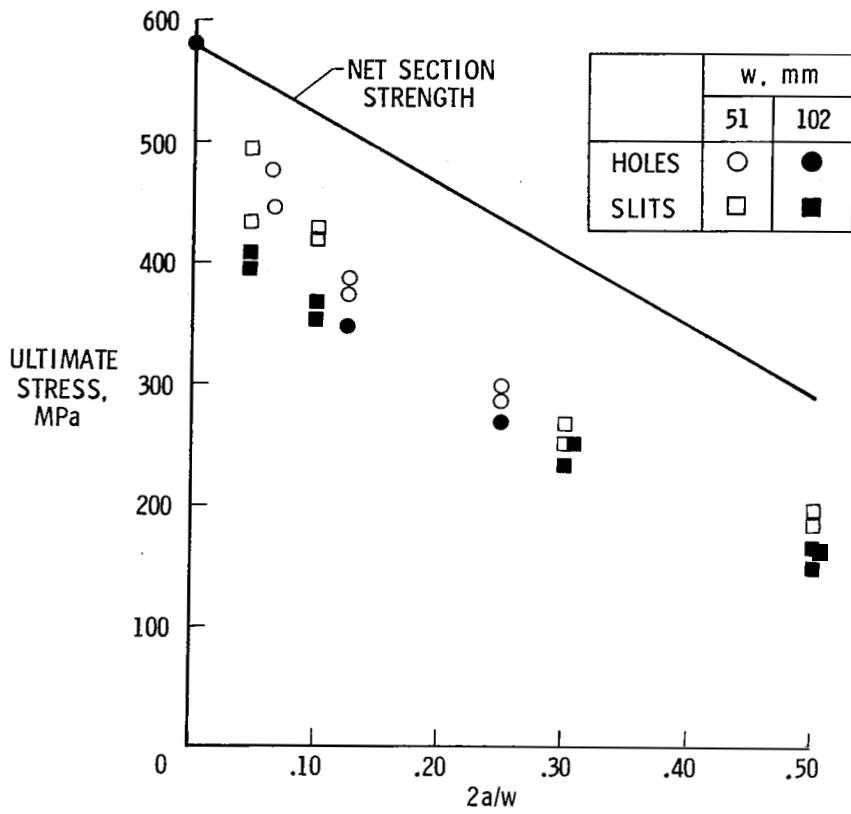 600
500
400
300
200
100
0
ULTIMATE
STRESS,
MPa
NET SECTION
STRENGTH
w, mm
51 102
HOLES
SLITS
.10 .20 .30 .40 .50
2a/w